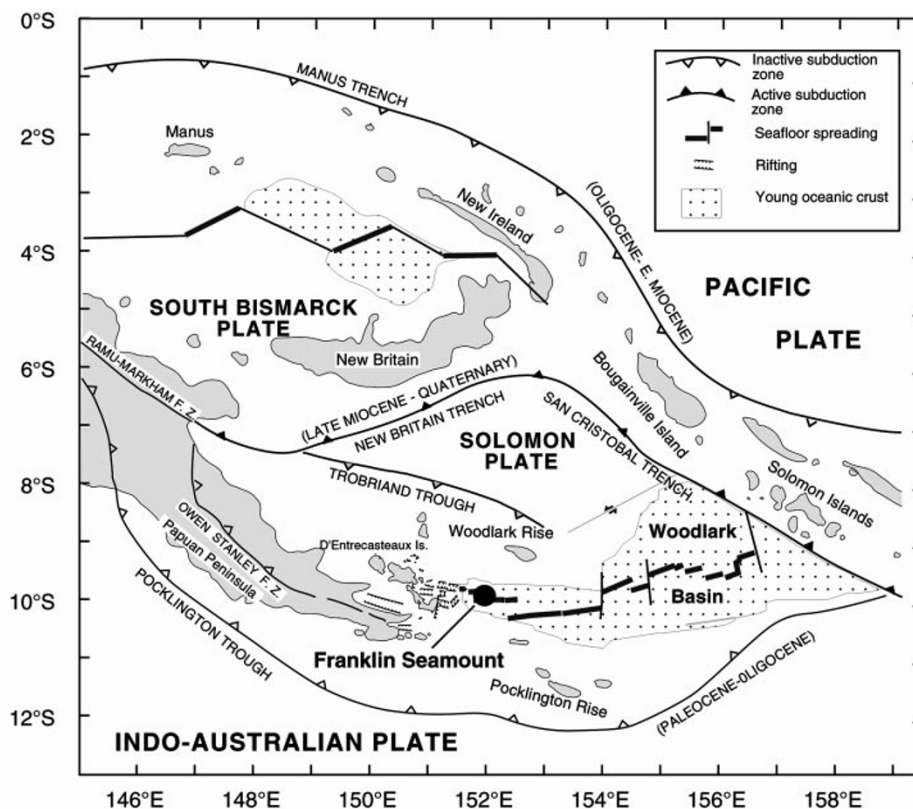 0°S
2°S
4°S
6°S
8°S
10°S
12°S
146°E
148°E
150°E
152°E
154°E
156°E
158°E
Inactive subduction
zone
Active subduction
zone
Seafloor spreading
Rifting
Young oceanic crust
MANUS TRENCH
Manus
New Ireland
(OLIGOCENE- E. MIOCENE)
PACIFIC
PLATE
SOUTH BISMARCK
PLATE
New Britain
RAMU-MARKHAM F. Z.
(LATE MIOCENE - QUATERNARY)
NEW BRITAIN TRENCH
SAN CRISTOBAL TRENCH
Bougainville Island
SOLOMON
PLATE
Solomon Islands
TROBRIAND TROUGH
Woodlark Rise
Woodlark
Basin
D'Entrecasteaux Is.
OWEN STANLEY F. Z.
Papuan Peninsula
POCKLINGTON TROUGH
Franklin Seamount
Pocklington Rise
(PALEOCENE-OLIGOCENE)
INDO-AUSTRALIAN PLATE